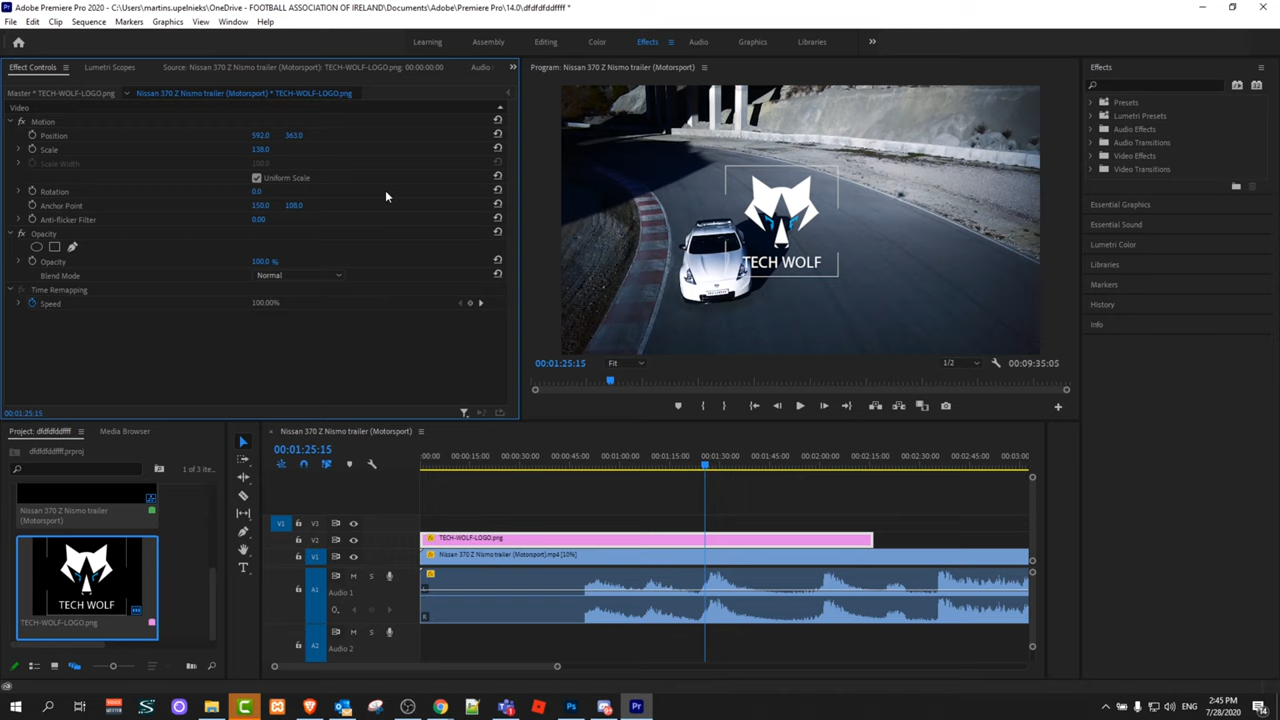 Adobe Premiere Pro 2020 - C:\Users\martins.upelnieks\OneDrive - FOOTBALL ASSOCIATION OF IRELAND\Documents\Adobe\Premiere Pro\14.0\dfdfdfddffff *
File Edit Clip Sequence Markers Graphics View Window Help
Learning Assembly Editing Color Effects Audio Graphics Libraries
Effect Controls Lumetri Scopes Source: Nissan 370 Z Nismo trailer (Motorsport): TECH-WOLF-LOGO.png: 00:00:00:00 Audio
Program: Nissan 370 Z Nismo trailer (Motorsport)
Effects
Master * TECH-WOLF-LOGO.png Nissan 370 Z Nismo trailer (Motorsport) * TECH-WOLF-LOGO.png
Video
Motion
Position 592.0 363.0
Scale 138.0
Scale Width 100.0
Uniform Scale
Rotation 0.0
Anchor Point 150.0 108.0
Anti-flicker Filter 0.00
Opacity
Opacity 100.0 %
Blend Mode Normal
Time Remapping
Speed 100.00%
00:01:25:15
TECH WOLF
00:01:25:15 Fit 1/2 00:09:35:05
Presets
Lumetri Presets
Audio Effects
Audio Transitions
Video Effects
Video Transitions
Essential Graphics
Essential Sound
Lumetri Color
Libraries
Markers
History
Info
Project: dfdfdfddffff Media Browser
dfdfdfddffff.prproj
1 of 3 ite...
Nissan 370 Z Nismo trailer
(Motorsport)
TECH WOLF
TECH-WOLF-LOGO.png
Nissan 370 Z Nismo trailer (Motorsport)
00:01:25:15
:00:00 00:00:15:00 00:00:30:00 00:00:45:00 00:01:00:00 00:01:15:00 00:01:30:00 00:01:45:00 00:02:00:00 00:02:15:00 00:02:30:00 00:02:45:00 00:03:00
V1 V3
V2 TECH-WOLF-LOGO.png
V1 Nissan 370 Z Nismo trailer (Motorsport).mp4 [10%]
A1 M S
Audio 1
L
R
A2 M S
Audio 2
2:45 PM
7/28/2020
14